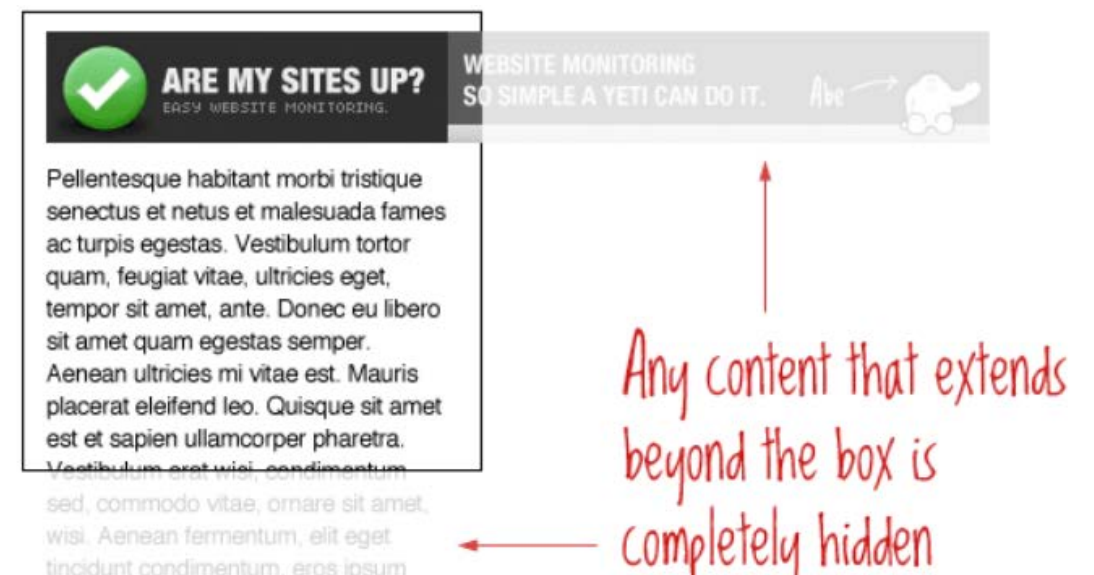 ARE MY SITES UP?
EASY WEBSITE MONITORING.
WEBSITE MONITORING
SO SIMPLE A YETI CAN DO IT.
Abe
Pellentesque habitant morbi tristique
senectus et netus et malesuada fames
ac turpis egestas. Vestibulum tortor
quam, feugiat vitae, ultricies eget,
tempor sit amet, ante. Donec eu libero
sit amet quam egestas semper.
Aenean ultricies mi vitae est. Mauris
placerat eleifend leo. Quisque sit amet
est et sapien ullamcorper pharetra.
Vestibulum erat wisi, condimentum
sed, commodo vitae, ornare sit amet,
wisi. Aenean fermentum, elit eget
tincidunt condimentum, eros ipsum
Any content that extends
beyond the box is
completely hidden